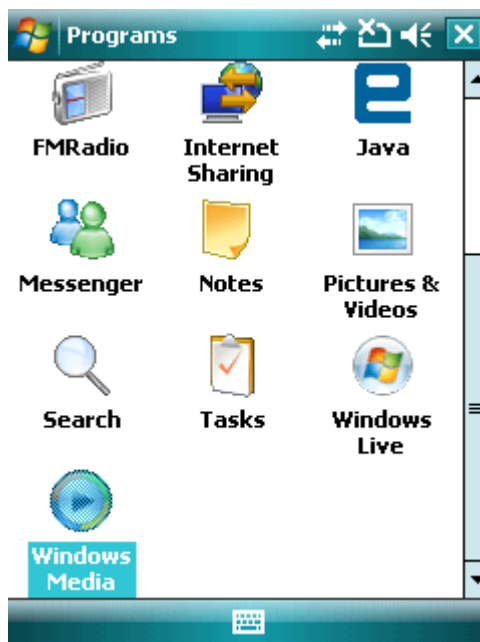 Programs
FMRadio
Internet
Sharing
Java
Messenger
Notes
Pictures &
Videos
Search
Tasks
Windows
Live
Windows
Media